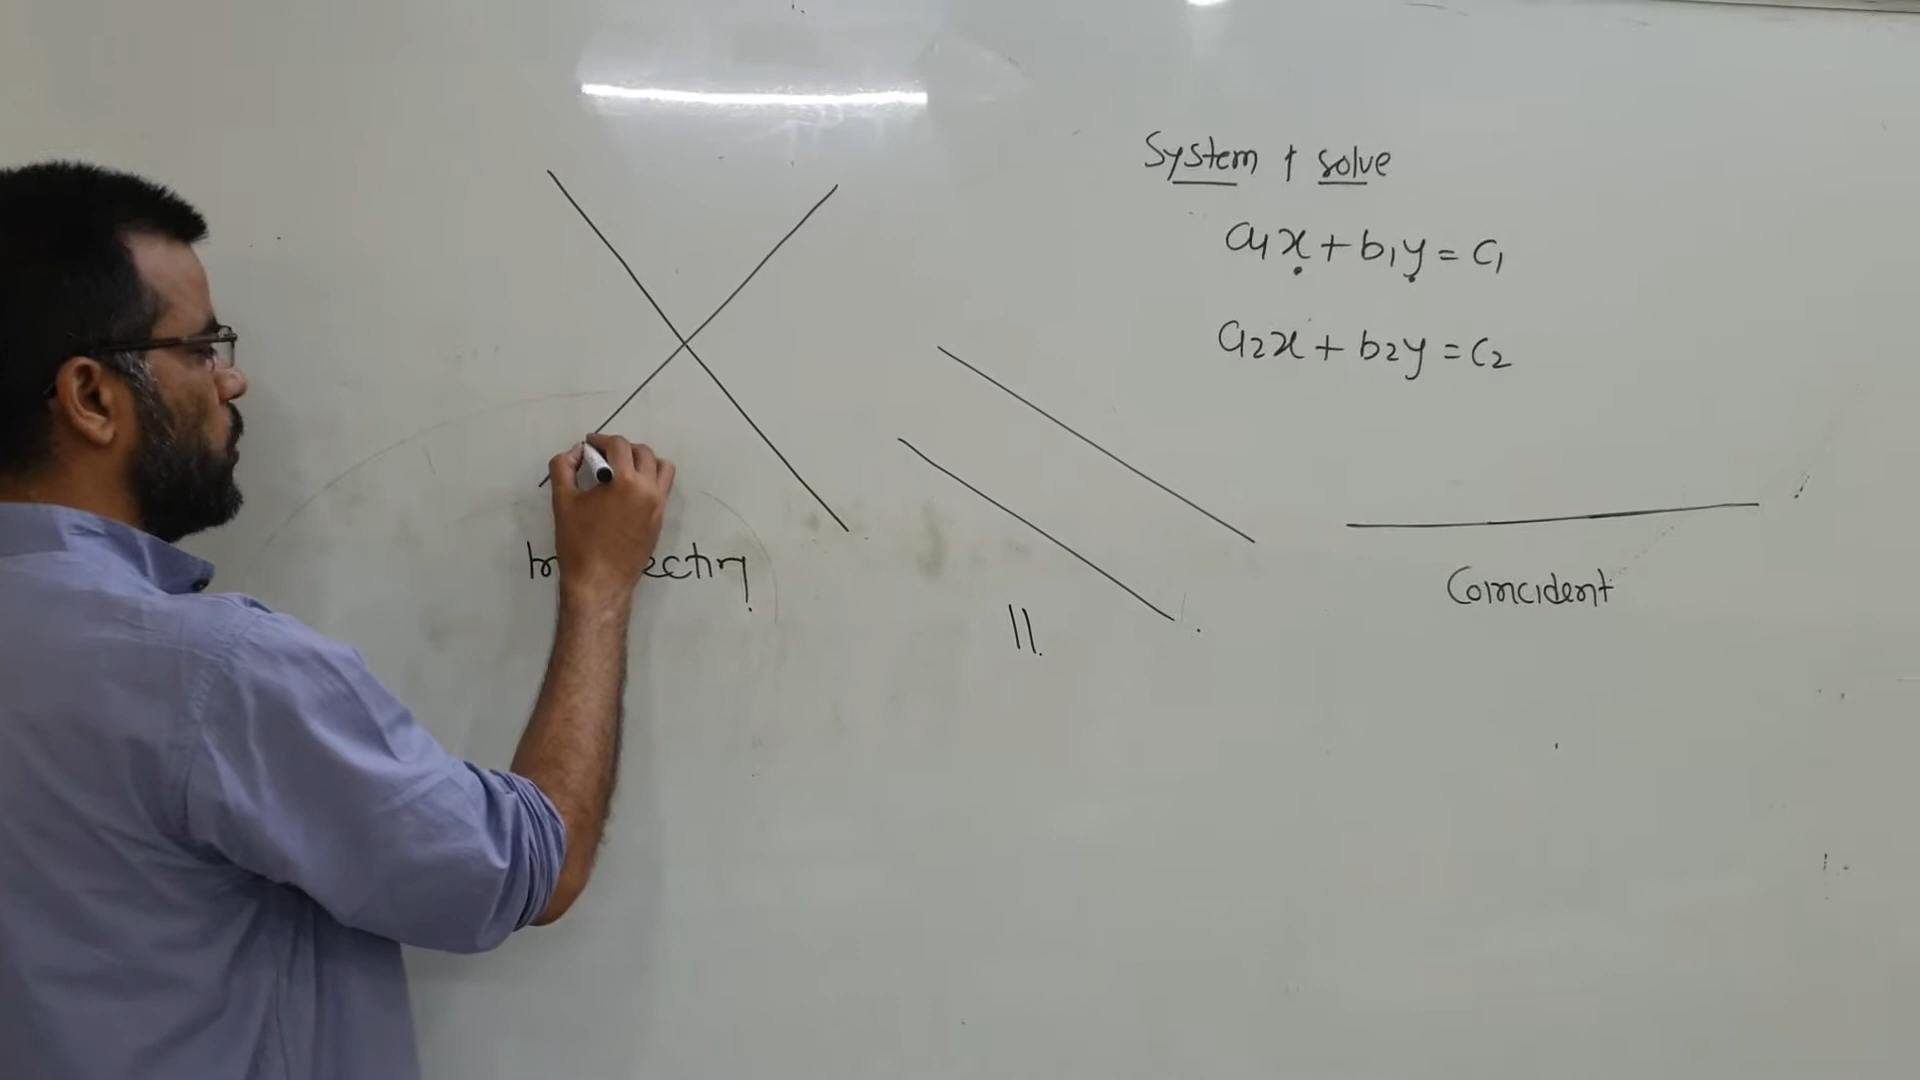 System & solve
a₁x + b₁y = c₁
a₂x + b₂y = c₂
||
Coincident